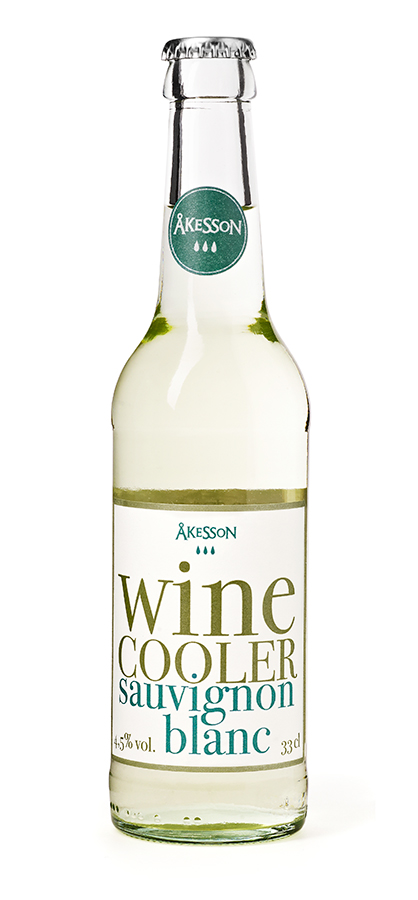 ÅKESSON
ÅKESSON
wine
COOLER
sauvignon
blanc
4.5% vol.
33 cl